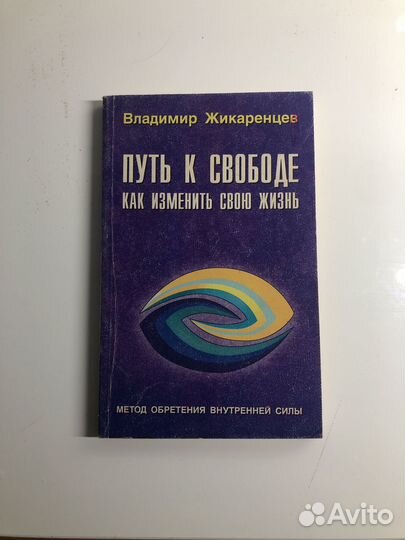 Владимир Жикаренцев
ПУТЬ К СВОБОДЕ
КАК ИЗМЕНИТЬ СВОЮ ЖИЗНЬ
МЕТОД ОБРЕТЕНИЯ ВНУТРЕННЕЙ СИЛЫ
Avito